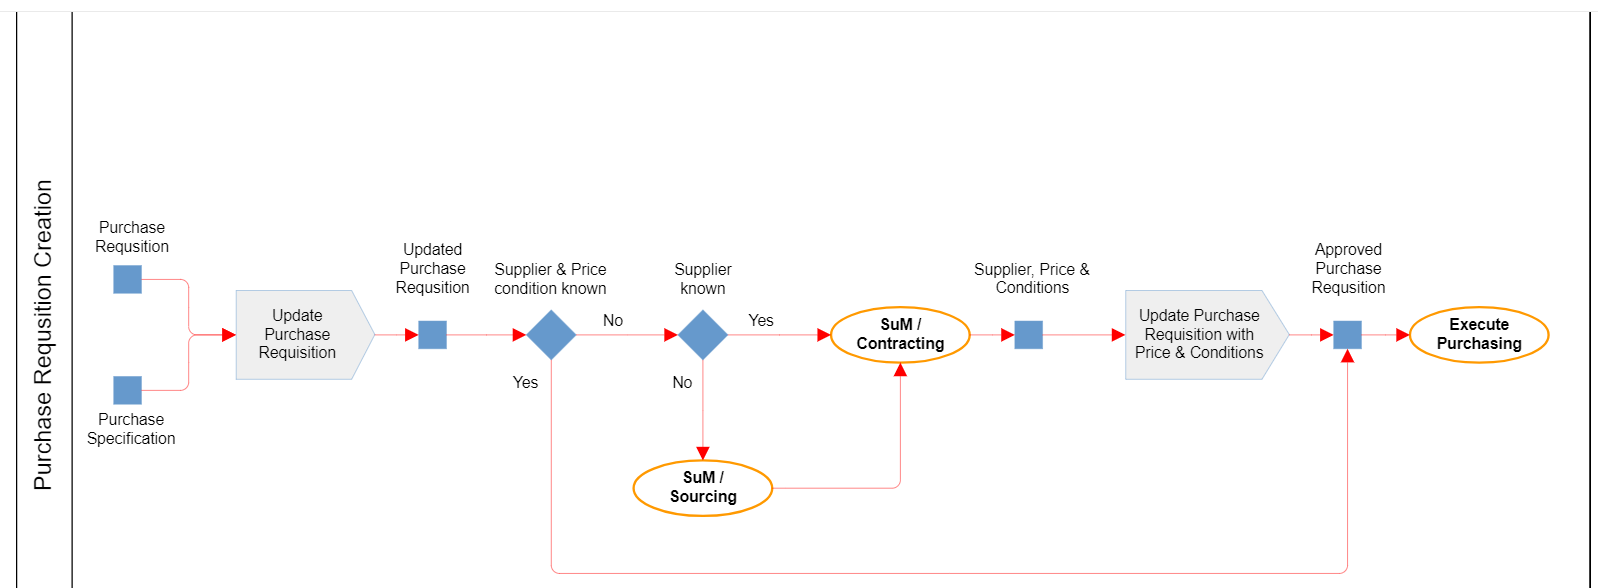 Purchase Requsition Creation
Purchase
Requsition
Purchase
Specification
Update
Purchase
Requisition
Updated
Purchase
Requsition
Supplier & Price
condition known
No
Yes
Supplier
known
Yes
No
SuM /
Sourcing
SuM /
Contracting
Supplier, Price &
Conditions
Update Purchase
Requisition with
Price & Conditions
Approved
Purchase
Requsition
Execute
Purchasing